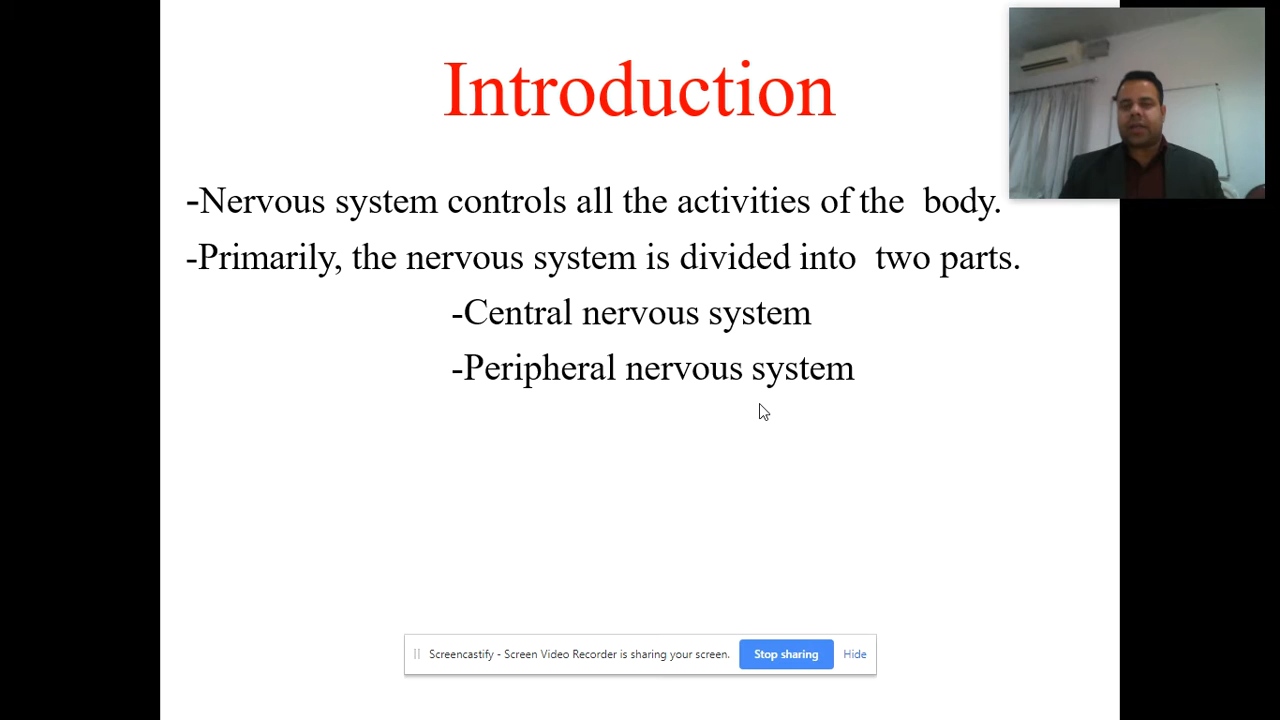 Introduction
-Nervous system controls all the activities of the body.
-Primarily, the nervous system is divided into two parts.
-Central nervous system
-Peripheral nervous system
Screencastify - Screen Video Recorder is sharing your screen. Stop sharing Hide